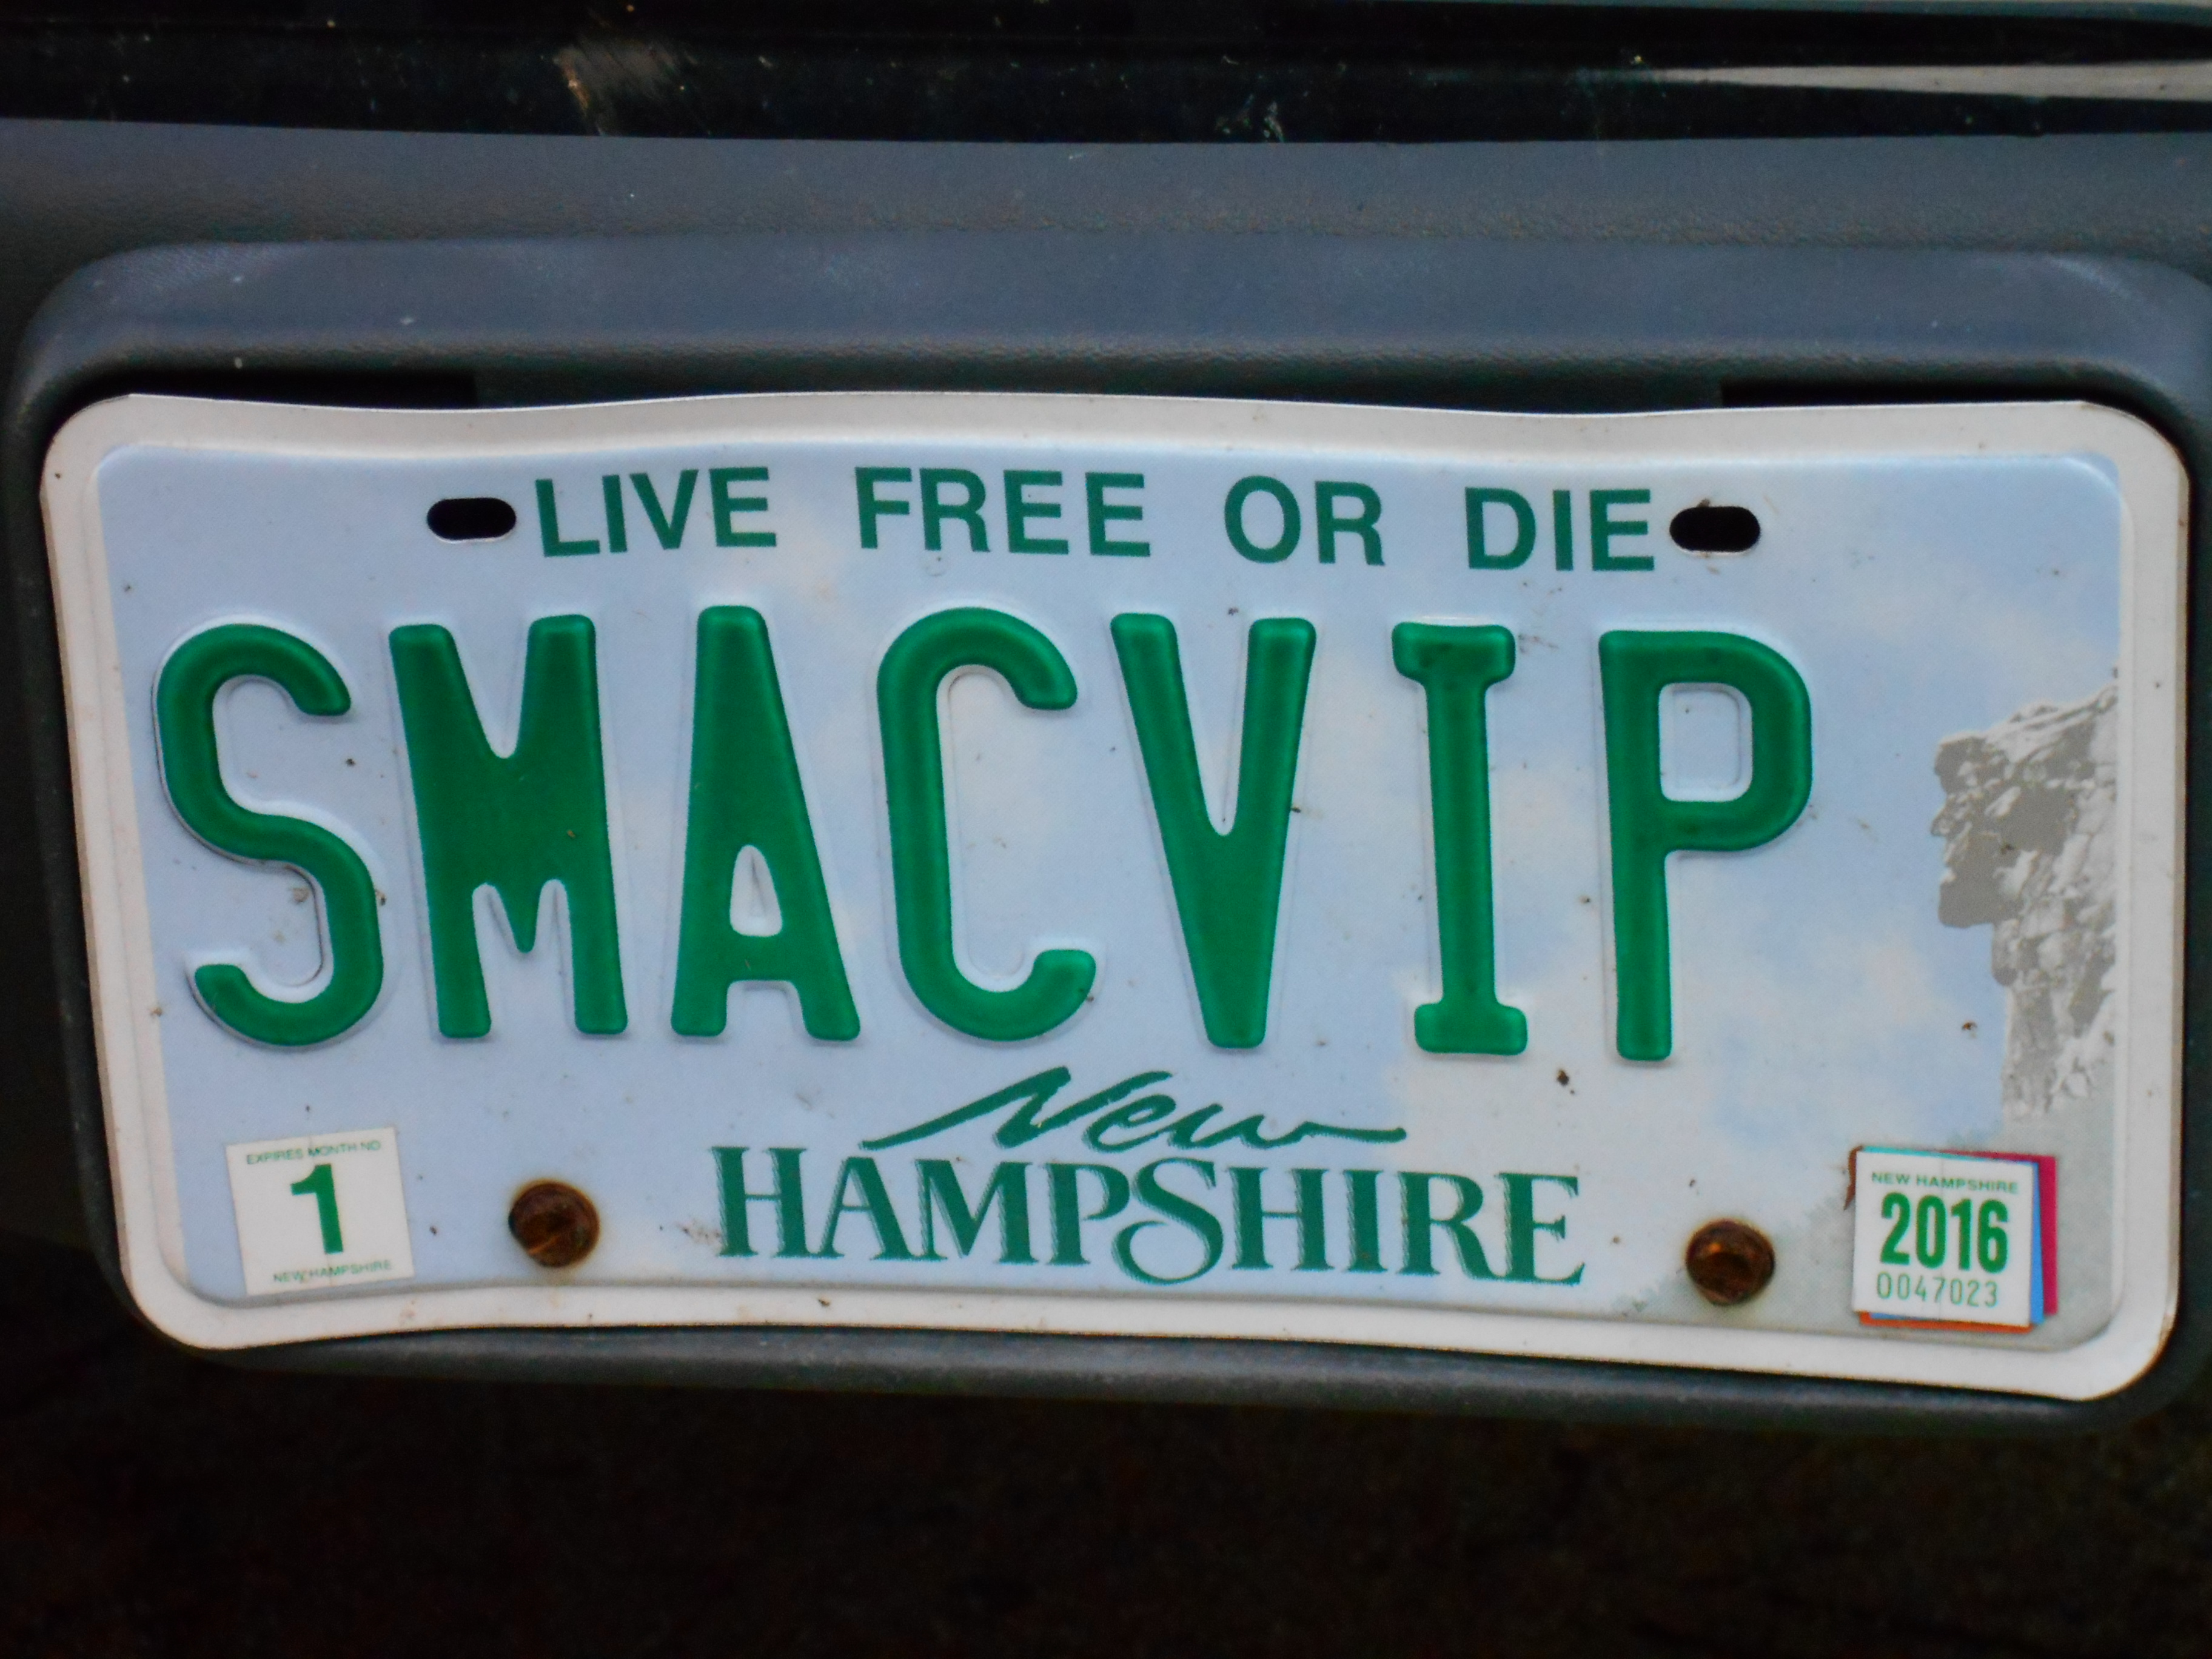 LIVE FREE OR DIE
SMACVIP
New
HAMPSHIRE
EXPIRES MONTH NO.
1
NEW HAMPSHIRE
NEW HAMPSHIRE
2016
0047023